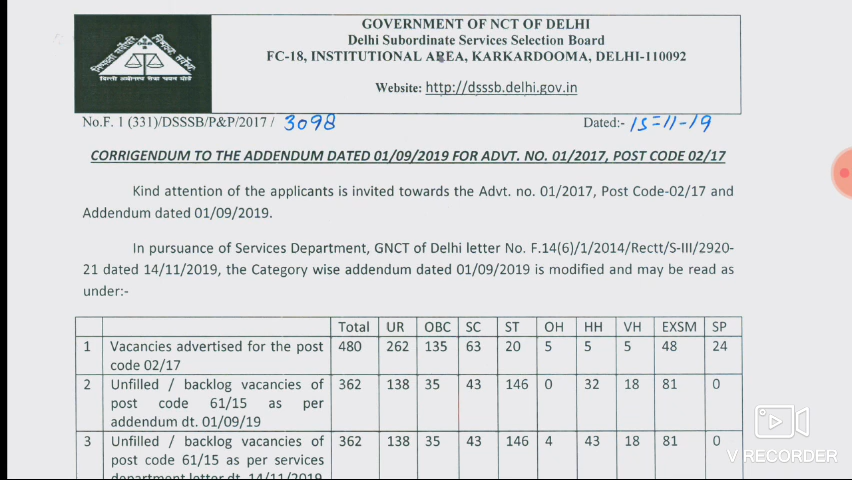 GOVERNMENT OF NCT OF DELHI
Delhi Subordinate Services Selection Board
FC-18, INSTITUTIONAL AREA, KARKARDOOMA, DELHI-110092
Website: http://dsssb.delhi.gov.in
No.F. 1 (331)/DSSSB/P&P/2017 / 3098 Dated:- 15-11-19
CORRIGENDUM TO THE ADDENDUM DATED 01/09/2019 FOR ADVT. NO. 01/2017, POST CODE 02/17
Kind attention of the applicants is invited towards the Advt. no. 01/2017, Post Code-02/17 and
Addendum dated 01/09/2019.
In pursuance of Services Department, GNCT of Delhi letter No. F.14(6)/1/2014/Rectt/S-III/2920-
21 dated 14/11/2019, the Category wise addendum dated 01/09/2019 is modified and may be read as
under:-
Total UR OBC SC ST OH HH VH EXSM SP
1 Vacancies advertised for the post 480 262 135 63 20 5 5 5 48 24
code 02/17
2 Unfilled / backlog vacancies of 362 138 35 43 146 0 32 18 81 0
post code 61/15 as per
addendum dt. 01/09/19
3 Unfilled / backlog vacancies of 362 138 35 43 146 4 43 18 81 0
post code 61/15 as per services
department letter dt. 14/11/2019
V RECORDER